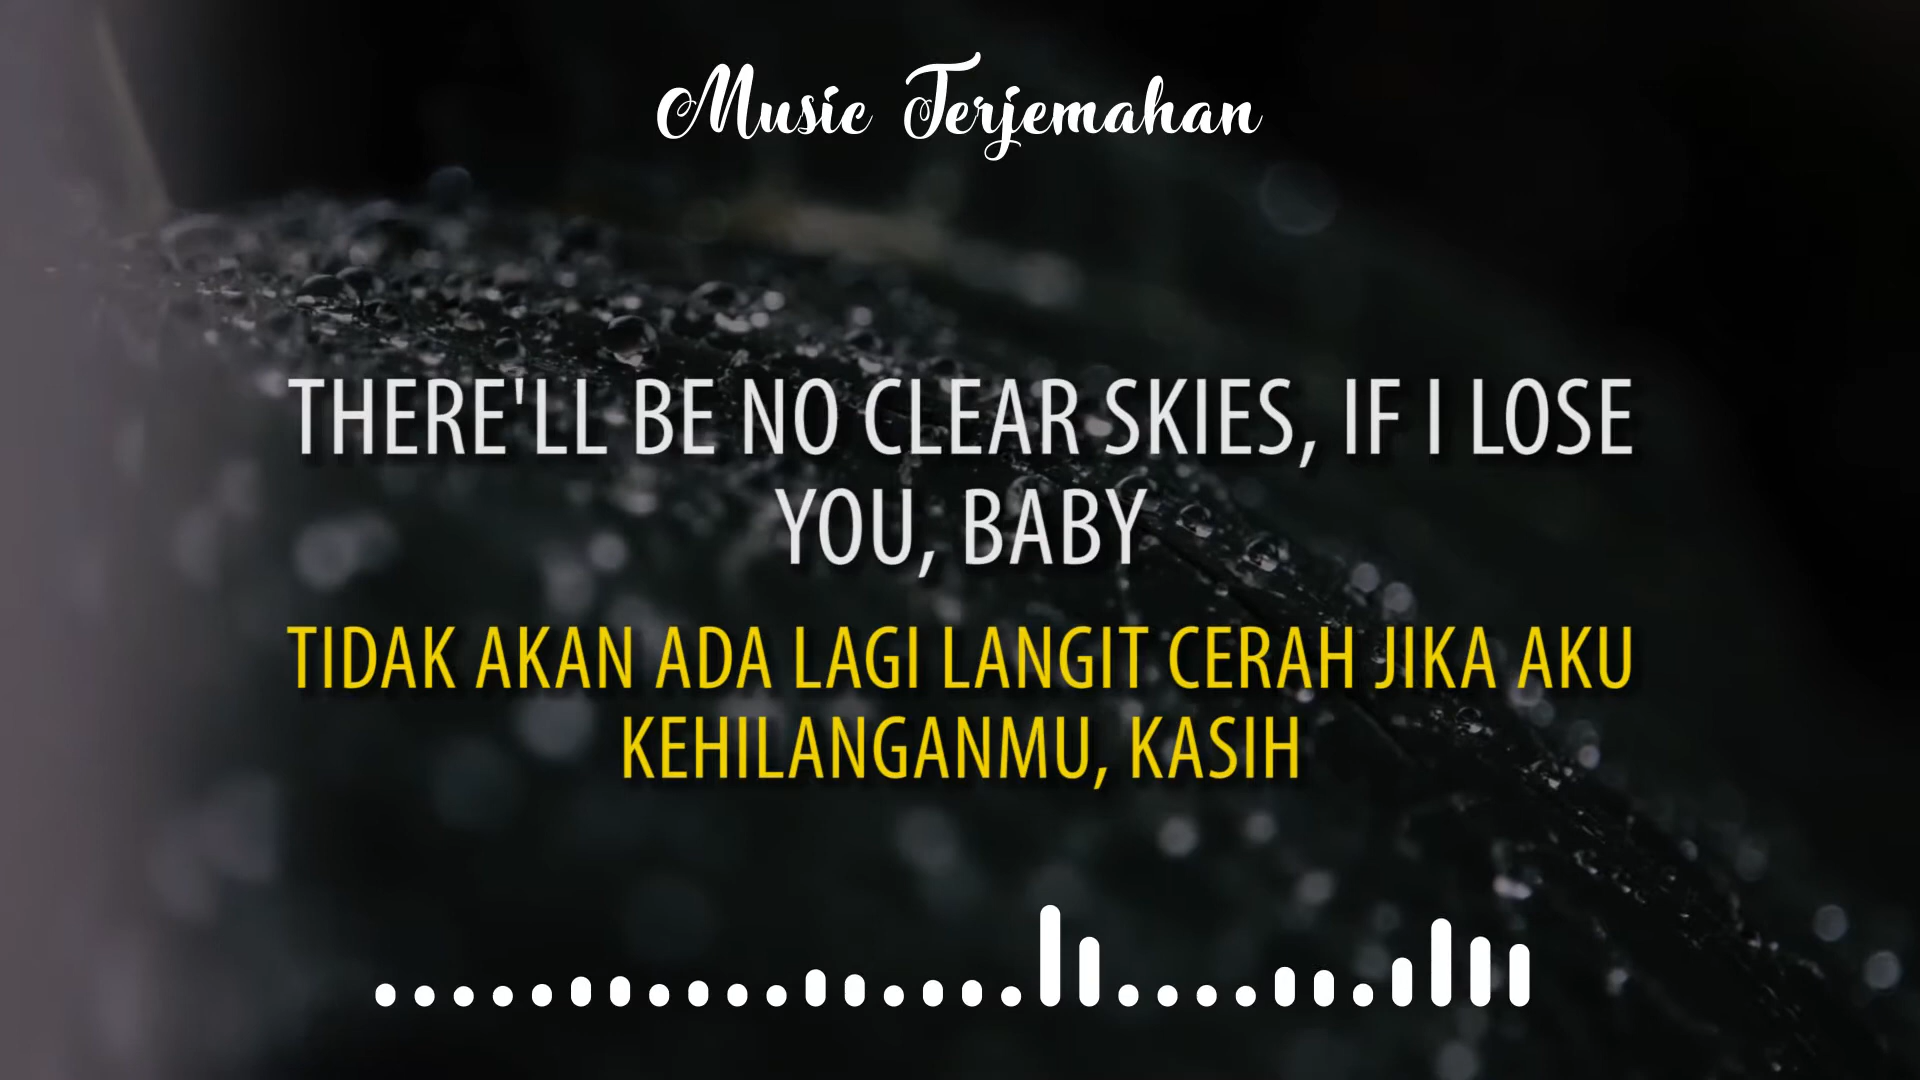 Music Terjemahan
THERE'LL BE NO CLEAR SKIES, IF I LOSE
YOU, BABY
TIDAK AKAN ADA LAGI LANGIT CERAH JIKA AKU
KEHILANGANMU, KASIH